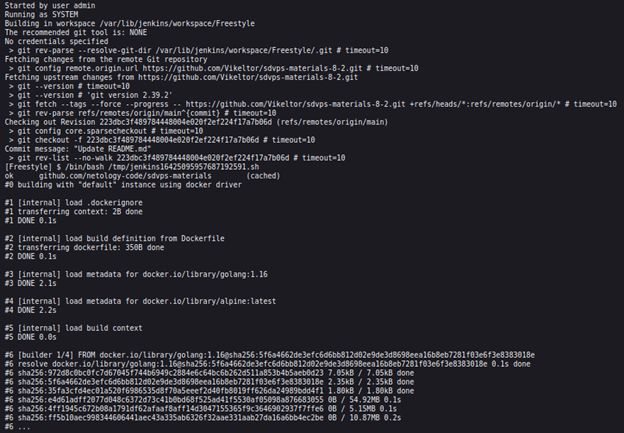 Started by user admin
Running as SYSTEM
Building in workspace /var/lib/jenkins/workspace/Freestyle
The recommended git tool is: NONE
No credentials specified
 > git rev-parse --resolve-git-dir /var/lib/jenkins/workspace/Freestyle/.git # timeout=10
Fetching changes from the remote Git repository
 > git config remote.origin.url https://github.com/Vikeltor/sdvps-materials-8-2.git # timeout=10
Fetching upstream changes from https://github.com/Vikeltor/sdvps-materials-8-2.git
 > git --version # timeout=10
 > git --version # 'git version 2.39.2'
 > git fetch --tags --force --progress -- https://github.com/Vikeltor/sdvps-materials-8-2.git +refs/heads/*:refs/remotes/origin/* # timeout=10
 > git rev-parse refs/remotes/origin/main^{commit} # timeout=10
Checking out Revision 223dbc3f489784448004e020f2ef224f17a7b06d (refs/remotes/origin/main)
 > git config core.sparsecheckout # timeout=10
 > git checkout -f 223dbc3f489784448004e020f2ef224f17a7b06d # timeout=10
Commit message: "Update README.md"
 > git rev-list --no-walk 223dbc3f489784448004e020f2ef224f17a7b06d # timeout=10
[Freestyle] $ /bin/bash /tmp/jenkins16425095957687192591.sh
ok github.com/netology-code/sdvps-materials (cached)
#0 building with "default" instance using docker driver
#1 [internal] load .dockerignore
#1 transferring context: 2B done
#1 DONE 0.1s
#2 [internal] load build definition from Dockerfile
#2 transferring dockerfile: 350B done
#2 DONE 0.1s
#3 [internal] load metadata for docker.io/library/golang:1.16
#3 DONE 2.1s
#4 [internal] load metadata for docker.io/library/alpine:latest
#4 DONE 2.2s
#5 [internal] load build context
#5 DONE 0.0s
#6 [builder 1/4] FROM docker.io/library/golang:1.16@sha256:5f6a4662de3efc6d6bb812d02e9de3d8698eea16b8eb7281f03e6f3e8383018e
#6 resolve docker.io/library/golang:1.16@sha256:5f6a4662de3efc6d6bb812d02e9de3d8698eea16b8eb7281f03e6f3e8383018e 0.1s done
#6 sha256:972d8c0bc0fc7d67045f744b6949c2884e6c64bc6b262d511a853b4b5aeb0d23 7.05kB / 7.05kB done
#6 sha256:5f6a4662de3efc6d6bb812d02e9de3d8698eea16b8eb7281f03e6f3e8383018e 2.35kB / 2.35kB done
#6 sha256:35fa3cfd4ec01a520f6986535d8f70a5eeef2d40fb8019ff626da24989bdd4f1 1.80kB / 1.80kB done
#6 sha256:e4d61adff2077d048c6372d73c41b0bd68f525ad41f5530af05098a876683055 0B / 54.92MB 0.1s
#6 sha256:4ff1945c672b08a1791df62afaaf8aff14d3047155365f9c3646902937f7ffe6 0B / 5.15MB 0.1s
#6 sha256:ff5b10aec998344606441aec43a335ab6326f32aae331aab27da16a6bb4ec2be 0B / 10.87MB 0.2s
#6 ...